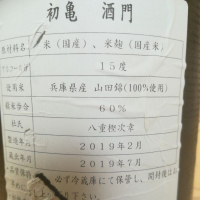 初亀 酒門
原材料名 米(国産)、米麹(国産米)
アルコール分 15度
使用米 兵庫県産 山田錦(100%使用)
精米歩合 60%
杜氏 八重樫次幸
製造年月 2019年2月
蔵出年月 2019年7月
必ず冷蔵庫にて保管し、開封後は